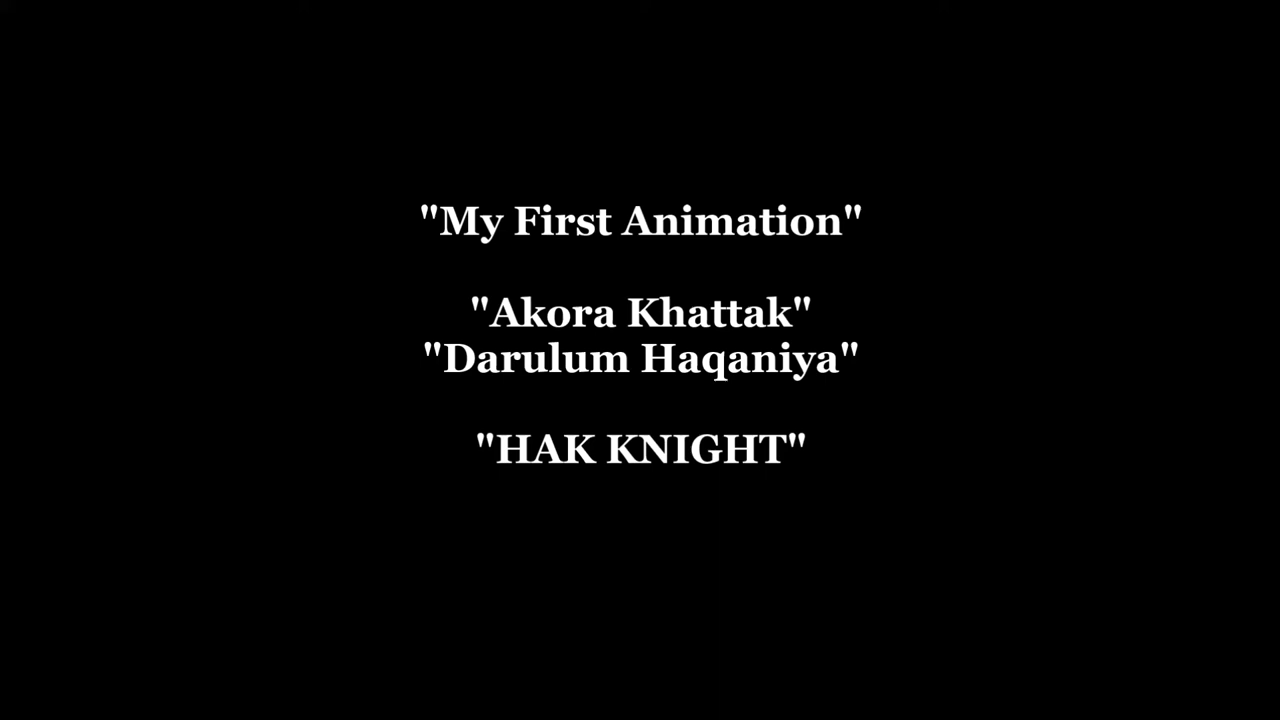 "My First Animation"
"Akora Khattak"
"Darulum Haqaniya"
"HAK KNIGHT"